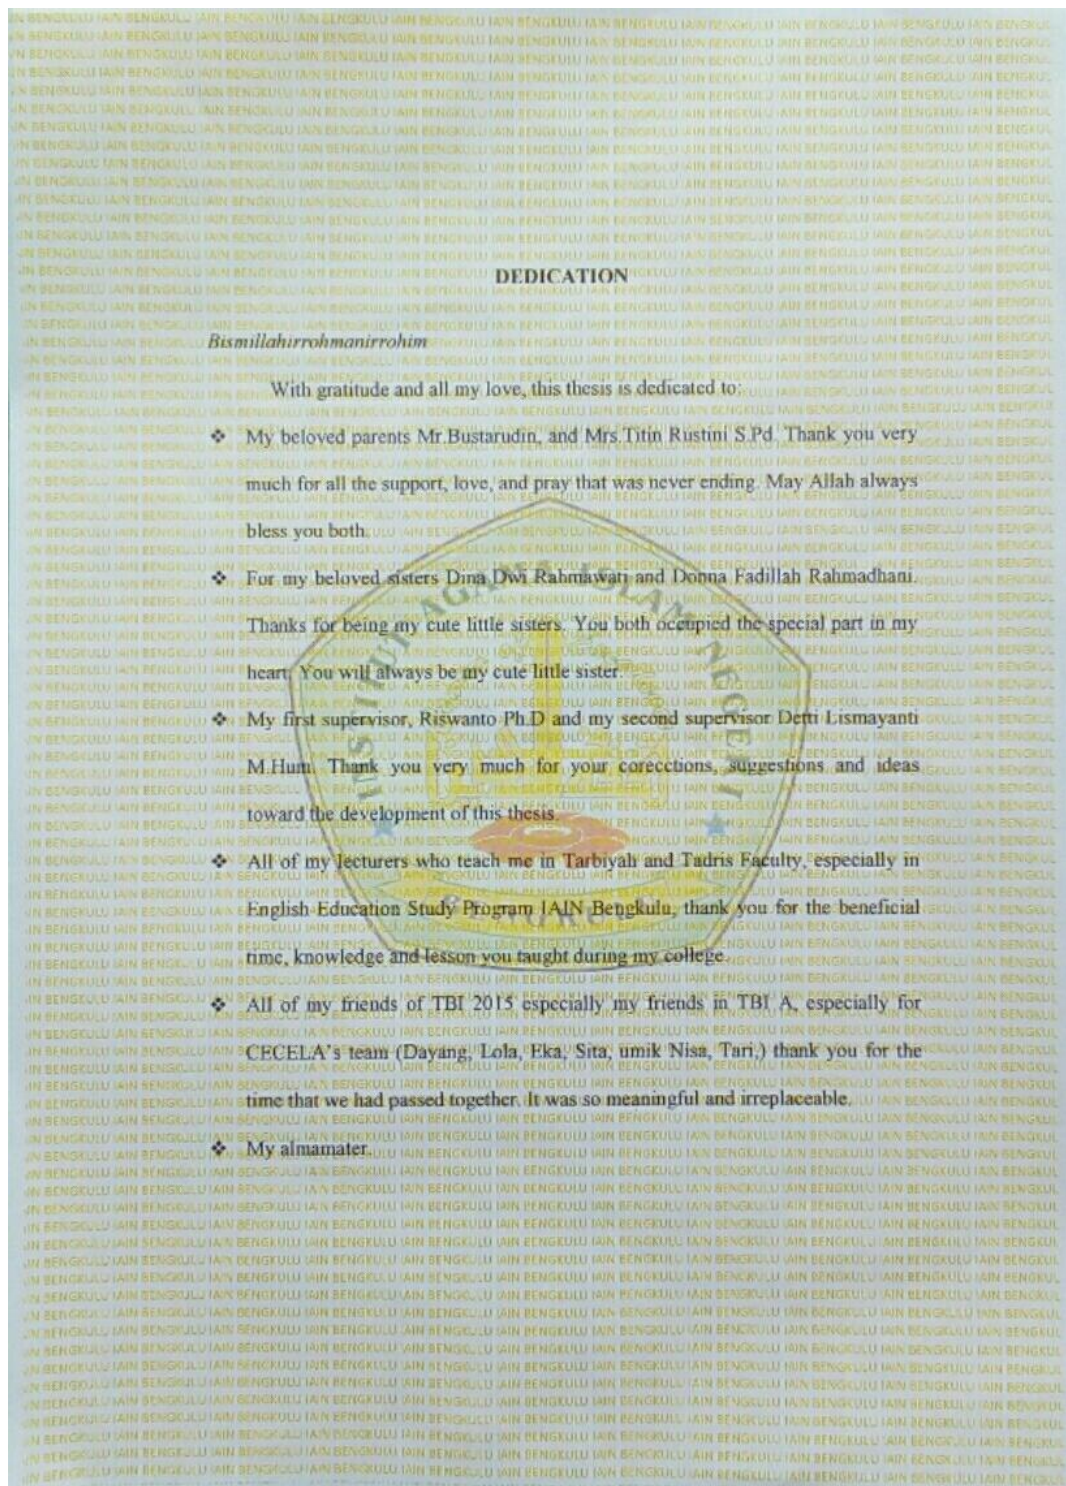 DEDICATION
Bismillahirrohmanirrohim
With gratitude and all my love, this thesis is dedicated to:
❖ My beloved parents Mr.Bustarudin, and Mrs.Titin Rustini S.Pd. Thank you very
much for all the support, love, and pray that was never ending. May Allah always
bless you both.
❖ For my beloved sisters Dina Dwi Rahmawati and Donna Fadillah Rahmadhani.
Thanks for being my cute little sisters. You both occupied the special part in my
heart. You will always be my cute little sister.
❖ My first supervisor, Riswanto Ph.D and my second supervisor Detti Lismayanti
M.Hum. Thank you very much for your corecctions, suggestions and ideas
toward the development of this thesis.
❖ All of my lecturers who teach me in Tarbiyah and Tadris Faculty, especially in
English Education Study Program IAIN Bengkulu, thank you for the beneficial
time, knowledge and lesson you taught during my college.
❖ All of my friends of TBI 2015 especially my friends in TBI A, especially for
CECELA's team (Dayang, Lola, Eka, Sita, umik Nisa, Tari,) thank you for the
time that we had passed together. It was so meaningful and irreplaceable.
❖ My almamater.
INSTITUT AGAMA ISLAM NEGERI
BENGKULU